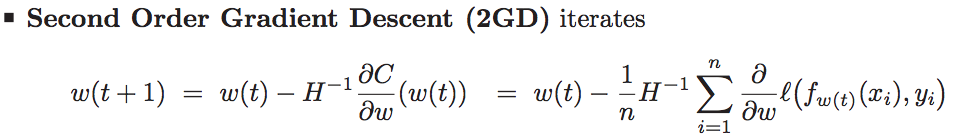 ▪ Second Order Gradient Descent (2GD) iterates
w(t + 1) = w(t) − H⁻¹ ∂C/∂w (w(t)) = w(t) − 1/n H⁻¹ ∑ᵢ₌₁ⁿ ∂/∂w ℓ(f_w(t)(xᵢ), yᵢ)